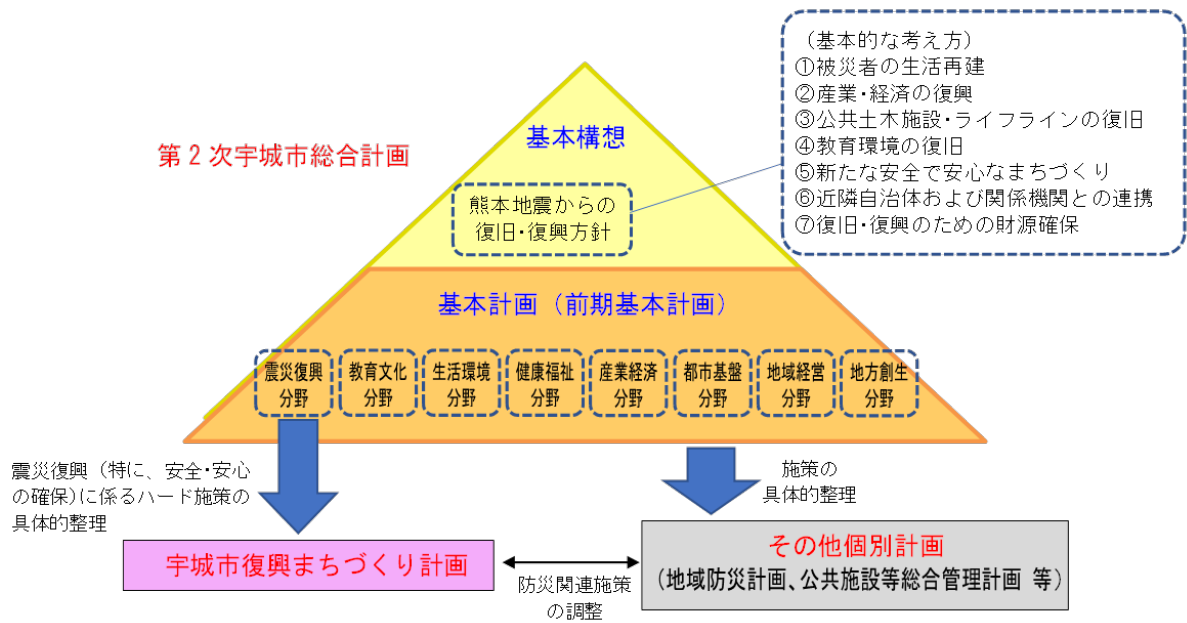 (基本的な考え方)
①被災者の生活再建
②産業・経済の復興
③公共土木施設・ライフラインの復旧
④教育環境の復旧
⑤新たな安全で安心なまちづくり
⑥近隣自治体および関係機関との連携
⑦復旧・復興のための財源確保
第2次宇城市総合計画
基本構想
熊本地震からの
復旧・復興方針
基本計画(前期基本計画)
震災復興
分野
教育文化
分野
生活環境
分野
健康福祉
分野
産業経済
分野
都市基盤
分野
地域経営
分野
地方創生
分野
震災復興(特に、安全・安心
の確保)に係るハード施策の
具体的整理
施策の
具体的整理
宇城市復興まちづくり計画
防災関連施策
の調整
その他個別計画
(地域防災計画、公共施設等総合管理計画 等)